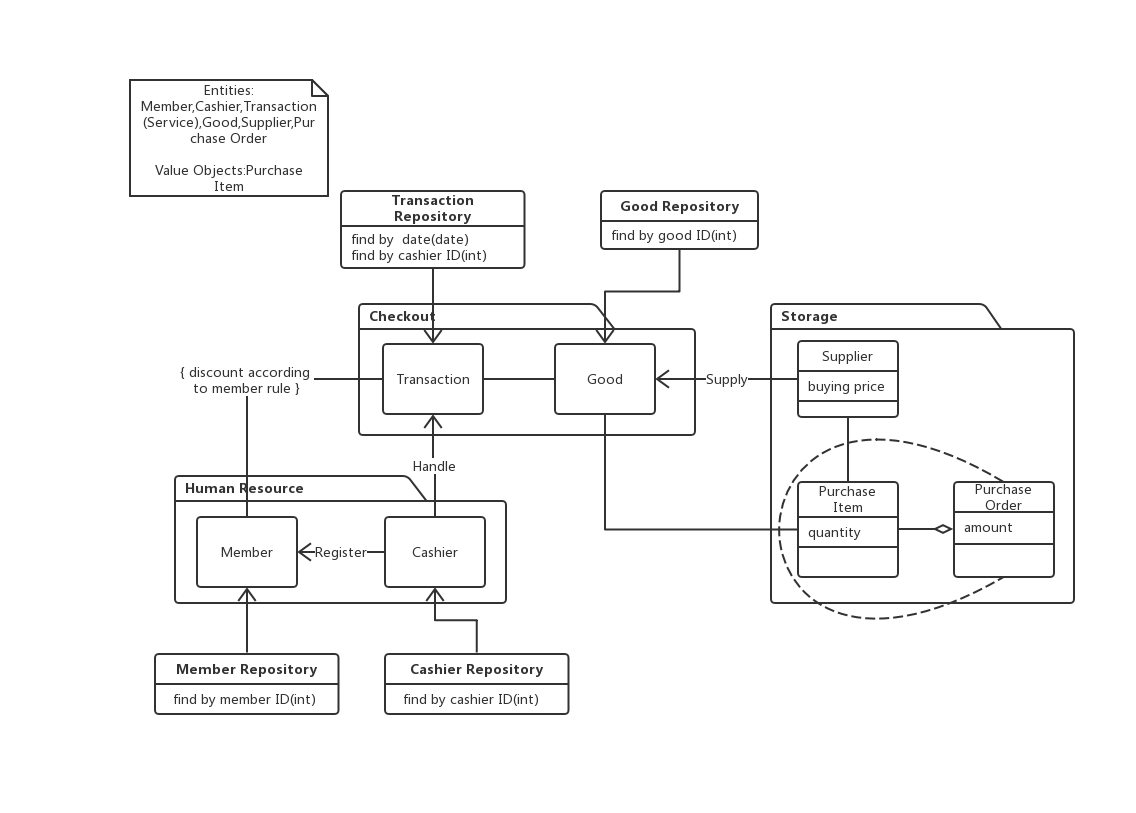 Entities:
Member,Cashier,Transaction
(Service),Good,Supplier,Pur
chase Order
Value Objects:Purchase
Item
Transaction
Repository
find by  date(date)
find by cashier ID(int)
Good Repository
find by good ID(int)
Checkout
Transaction
Good
Supply
Storage
Supplier
buying price
{ discount according
to member rule }
Handle
Human Resource
Member
Register
Cashier
Purchase
Item
quantity
Purchase
Order
amount
Member Repository
find by member ID(int)
Cashier Repository
find by cashier ID(int)